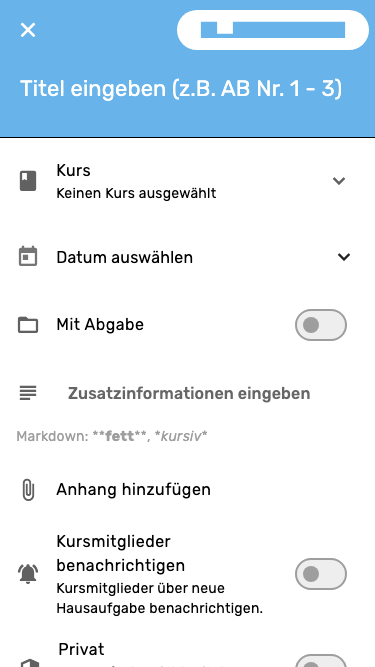 Titel eingeben (z.B. AB Nr. 1 - 3)
Kurs
Keinen Kurs ausgewählt
Datum auswählen
Mit Abgabe
Zusatzinformationen eingeben
Markdown: **fett**, *kursiv*
Anhang hinzufügen
Kursmitglieder
benachrichtigen
Kursmitglieder über neue
Hausaufgabe benachrichtigen.
Privat